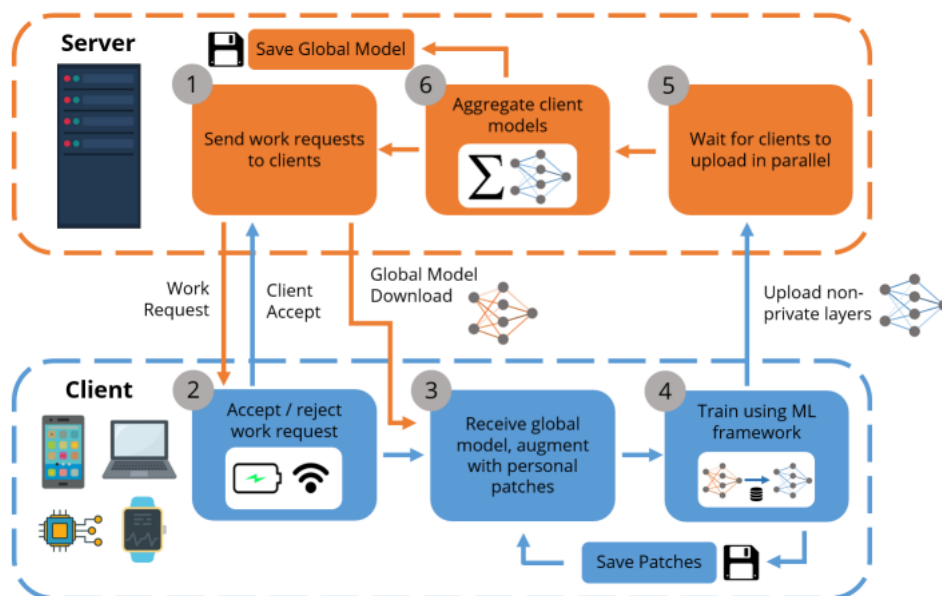 Server
Save Global Model
1
Send work requests
to clients
6
Aggregate client
models
Σ
5
Wait for clients to
upload in parallel
Work
Request
Client
Accept
Global Model
Download
Upload non-
private layers
Client
2
Accept / reject
work request
3
Receive global
model, augment
with personal
patches
4
Train using ML
framework
Save Patches